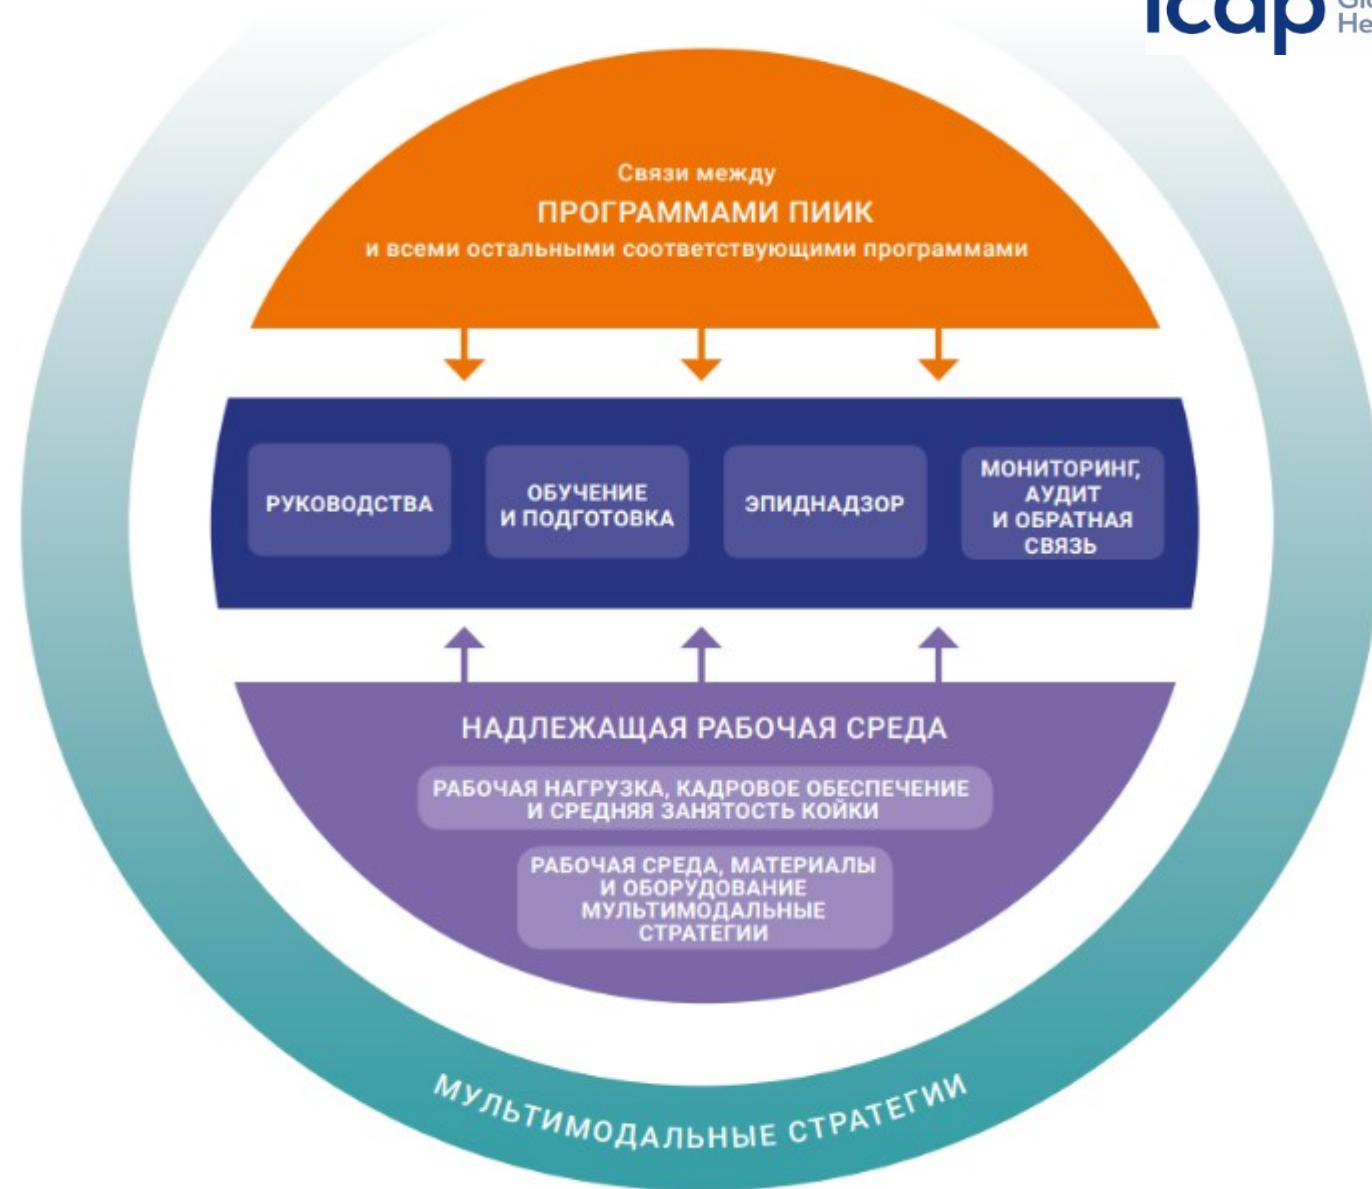 icap
Связи между
ПРОГРАММАМИ ПИИК
и всеми остальными соответствующими программами
РУКОВОДСТВА
ОБУЧЕНИЕ
И ПОДГОТОВКА
ЭПИДНАДЗОР
МОНИТОРИНГ,
АУДИТ
И ОБРАТНАЯ
СВЯЗЬ
НАДЛЕЖАЩАЯ РАБОЧАЯ СРЕДА
РАБОЧАЯ НАГРУЗКА, КАДРОВОЕ ОБЕСПЕЧЕНИЕ
И СРЕДНЯЯ ЗАНЯТОСТЬ КОЙКИ
РАБОЧАЯ СРЕДА, МАТЕРИАЛЫ
И ОБОРУДОВАНИЕ
МУЛЬТИМОДАЛЬНЫЕ
СТРАТЕГИИ
МУЛЬТИМОДАЛЬНЫЕ СТРАТЕГИИ